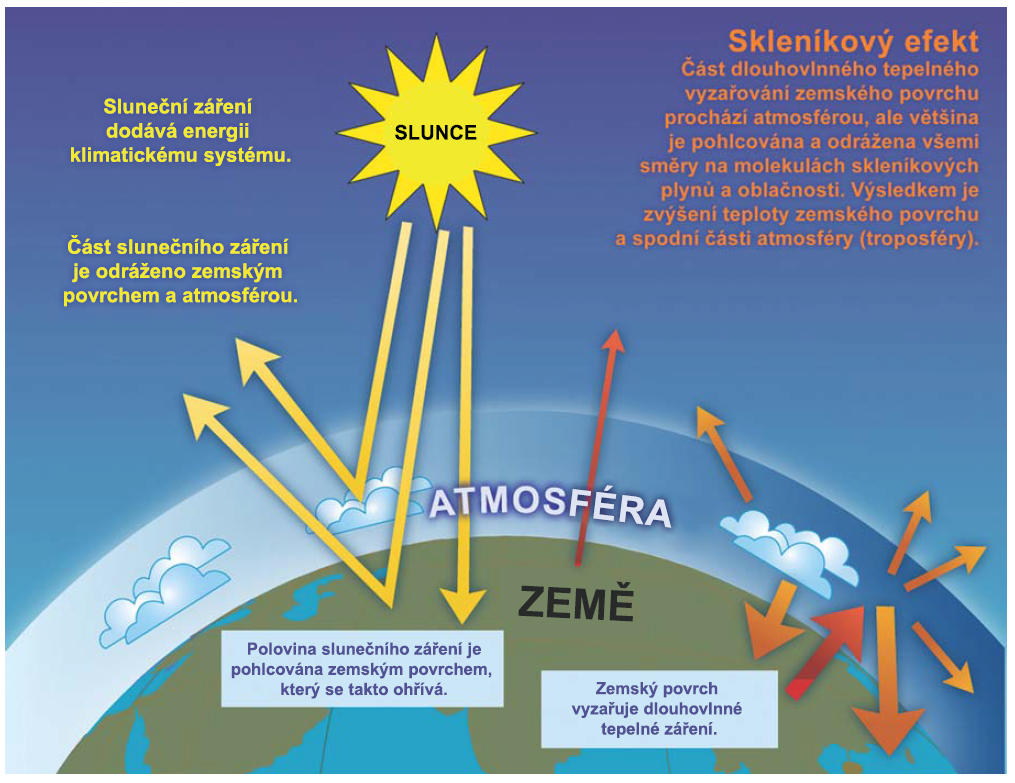 Skleníkový efekt
Část dlouhovlnného tepelného
vyzařování zemského povrchu
prochází atmosférou, ale většina
je pohlcována a odrážena všemi
směry na molekulách skleníkových
plynů a oblačnosti. Výsledkem je
zvýšení teploty zemského povrchu
a spodní části atmosféry (troposféry).
Sluneční záření
dodává energii
klimatickému systému.
SLUNCE
Část slunečního záření
je odráženo zemským
povrchem a atmosférou.
ATMOSFÉRA
ZEMĚ
Polovina slunečního záření je
pohlcována zemským povrchem,
který se takto ohřívá.
Zemský povrch
vyzařuje dlouhovlnné
tepelné záření.